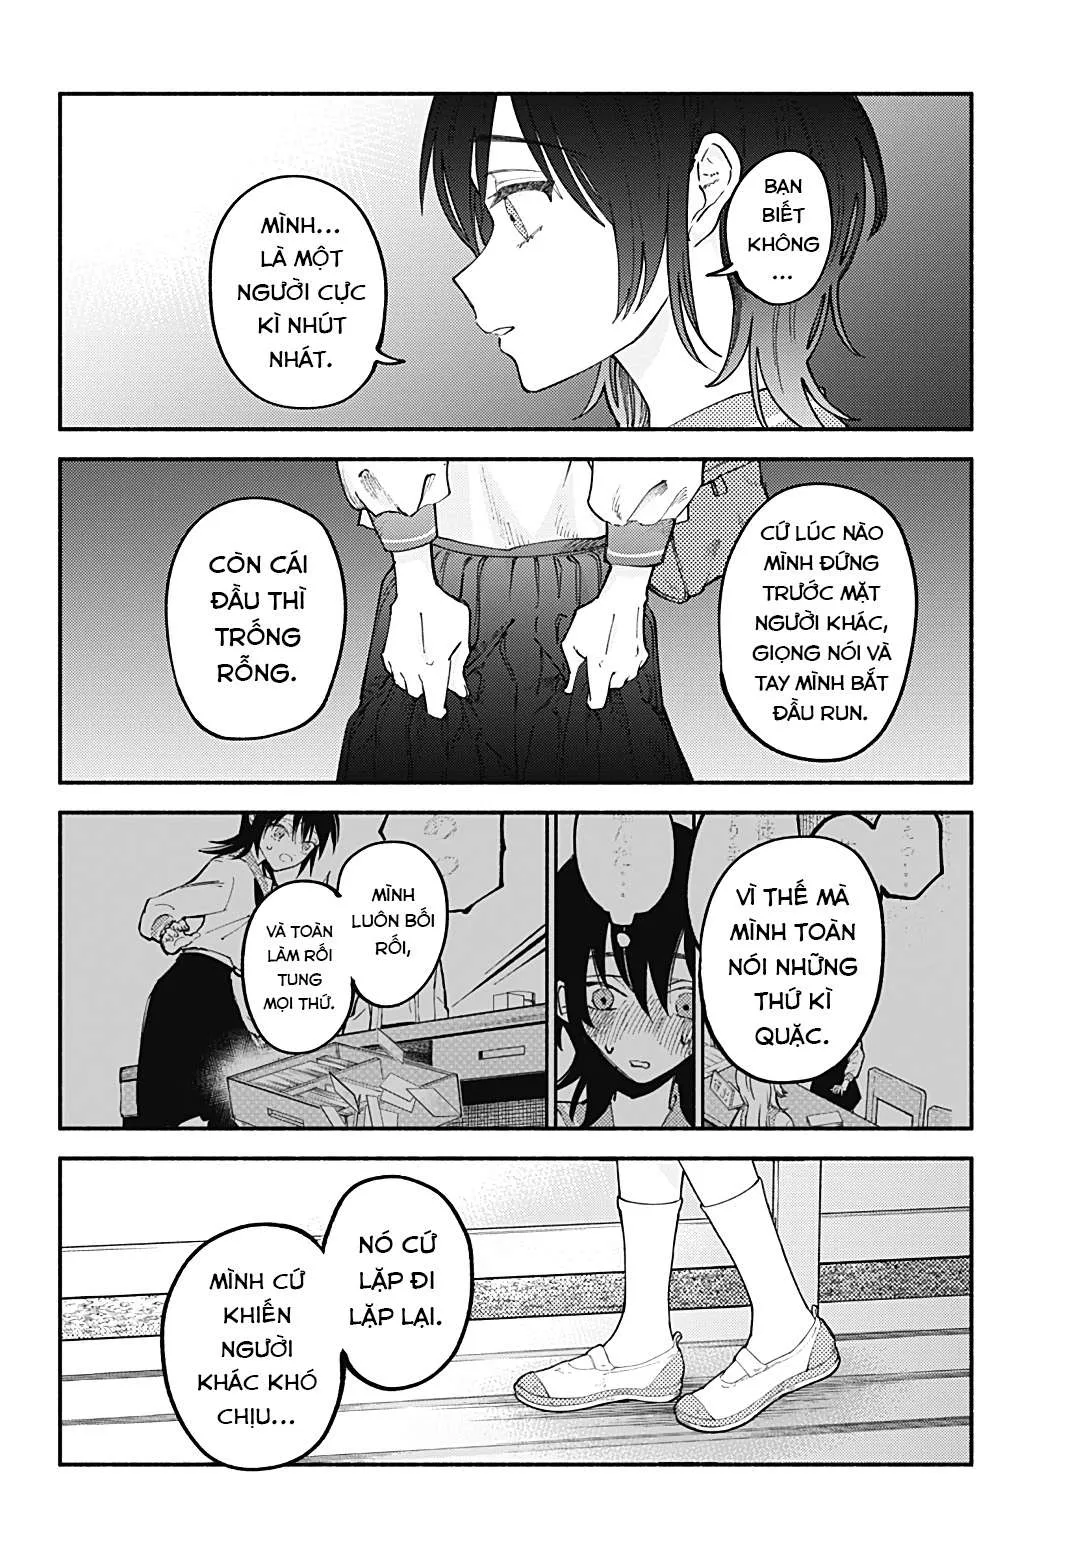 BẠN
BIẾT
KHÔNG
...
MÌNH...
LÀ MỘT
NGƯỜI CỰC
KÌ NHÚT
NHÁT.
CỨ LÚC NÀO
MÌNH ĐỨNG
TRƯỚC MẶT
NGƯỜI KHÁC,
GIỌNG NÓI VÀ
TAY MÌNH BẮT
ĐẦU RUN.
CÒN CÁI
ĐẦU THÌ
TRỐNG
RỖNG.
VÌ THẾ MÀ
MÌNH TOÀN
NÓI NHỮNG
THỨ KÌ
QUẶC.
MÌNH
LUÔN BỐI
RỐI,
VÀ TOÀN
LÀM RỐI
TUNG
MỌI THỨ.
NÓ CỨ
LẶP ĐI
LẶP LẠI.
MÌNH CỨ
KHIẾN
NGƯỜI
KHÁC KHÓ
CHỊU...